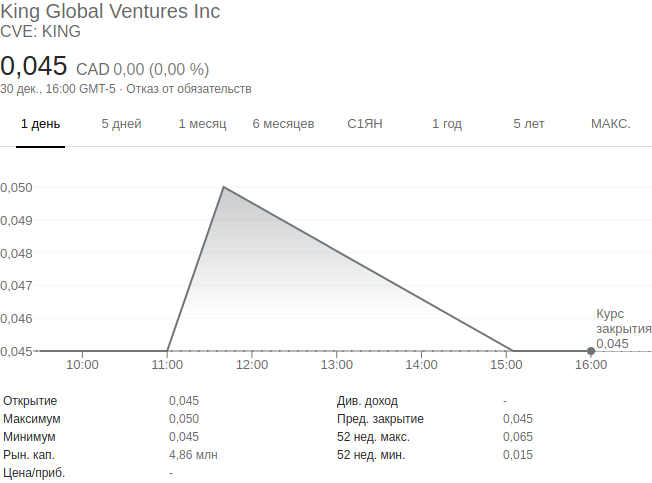 King Global Ventures Inc
CVE: KING
0,045 CAD 0,00 (0,00 %)
30 дек., 16:00 GMT-5 · Отказ от обязательств
1 день 5 дней 1 месяц 6 месяцев С1ЯН 1 год 5 лет МАКС.
0,050
0,049
0,048
0,047
0,046
0,045
Курс
закрытия
0,045
10:00 11:00 12:00 13:00 14:00 15:00 16:00
Открытие 0,045 Див. доход -
Максимум 0,050 Пред. закрытие 0,045
Минимум 0,045 52 нед. макс. 0,065
Рын. кап. 4,86 млн 52 нед. мин. 0,015
Цена/приб. -